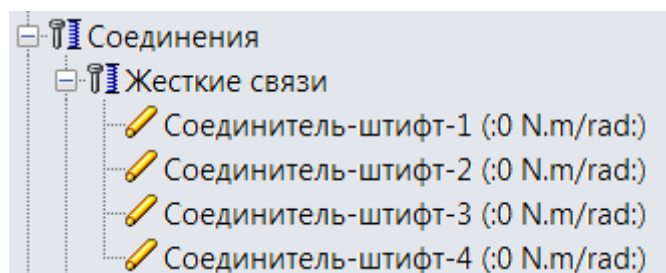 Соединения
Жесткие связи
Соединитель-штифт-1 (:0 N.m/rad:)
Соединитель-штифт-2 (:0 N.m/rad:)
Соединитель-штифт-3 (:0 N.m/rad:)
Соединитель-штифт-4 (:0 N.m/rad:)